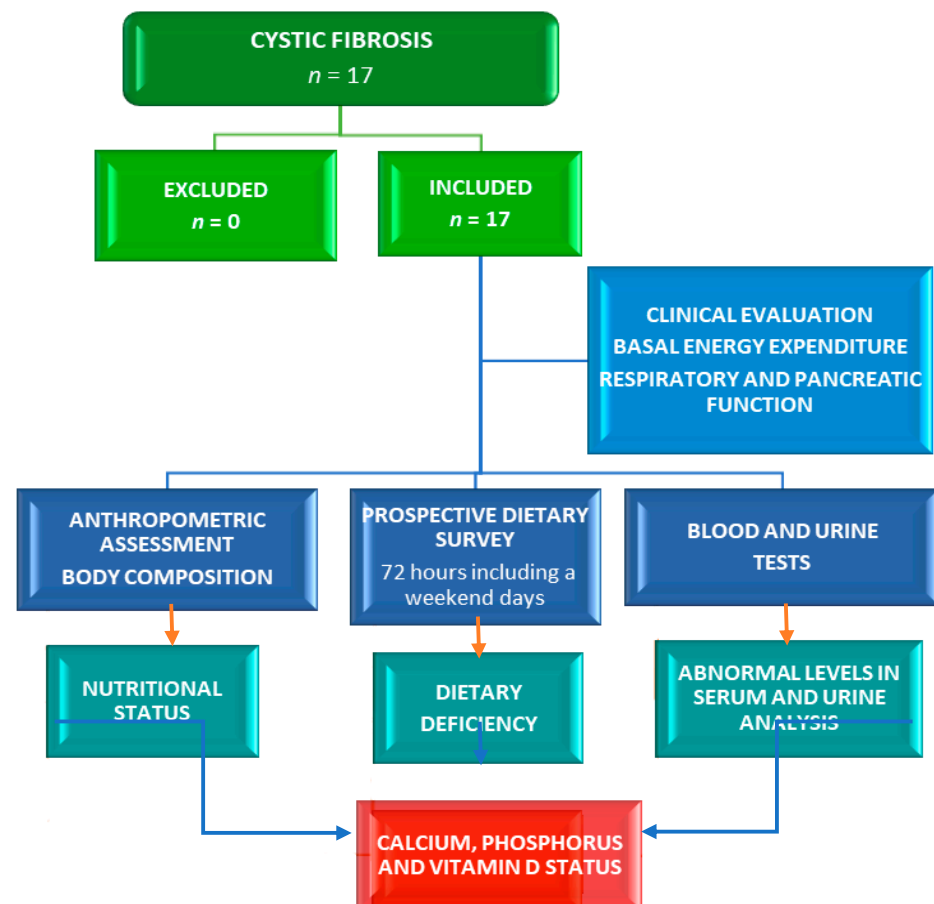 CYSTIC FIBROSIS
n = 17
EXCLUDED
n = 0
INCLUDED
n = 17
CLINICAL EVALUATION
BASAL ENERGY EXPENDITURE
RESPIRATORY AND PANCREATIC
FUNCTION
ANTHROPOMETRIC
ASSESSMENT
BODY COMPOSITION
PROSPECTIVE DIETARY
SURVEY
72 hours including a
weekend days
BLOOD AND URINE
TESTS
NUTRITIONAL
STATUS
DIETARY
DEFICIENCY
ABNORMAL LEVELS IN
SERUM AND URINE
ANALYSIS
CALCIUM, PHOSPHORUS
AND VITAMIN D STATUS